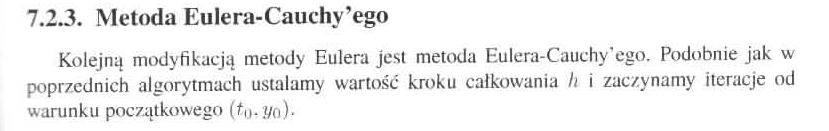 7.2.3. Metoda Eulera-Cauchy’ego
Kolejną modyfikacją metody Eulera jest metoda Eulera-Cauchy’ego. Podobnie jak w
poprzednich algorytmach ustalamy wartość kroku całkowania h i zaczynamy iteracje od
warunku początkowego (t₀, y₀).